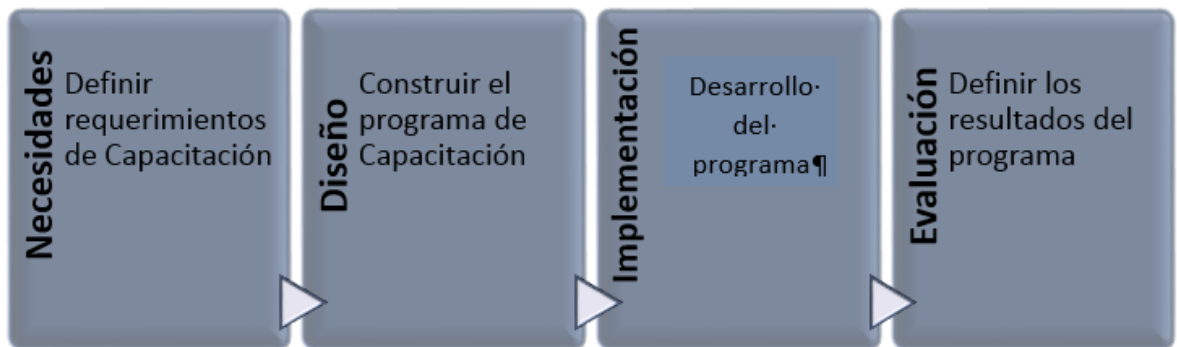 Necesidades
Definir
requerimientos
de Capacitación
Diseño
Construir el
programa de
Capacitación
Implementación
Desarrollo·
del·
programa¶
Evaluación
Definir los
resultados del
programa